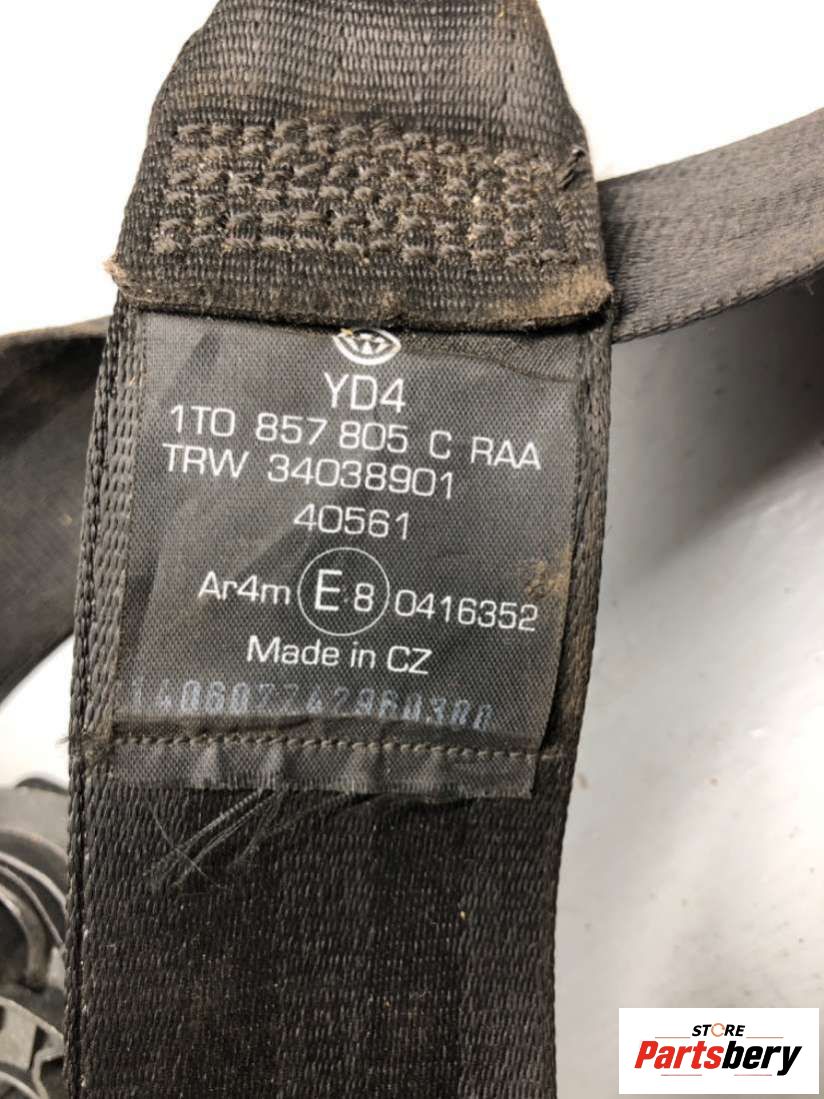 YD4
1T0 857 805 C RAA
TRW 34038901
40561
Ar4m E 8 0416352
Made in CZ
STORE
Partsbery